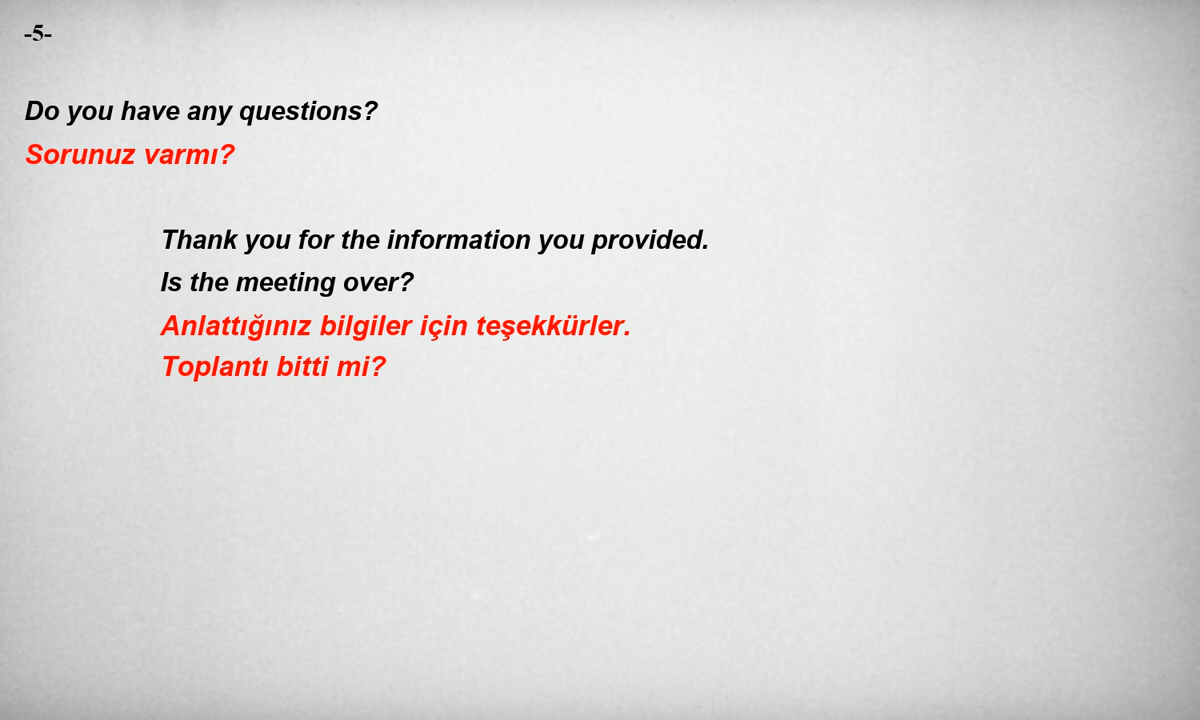 -5-
Do you have any questions?
Sorunuz varmı?
Thank you for the information you provided.
Is the meeting over?
Anlattığınız bilgiler için teşekkürler.
Toplantı bitti mi?